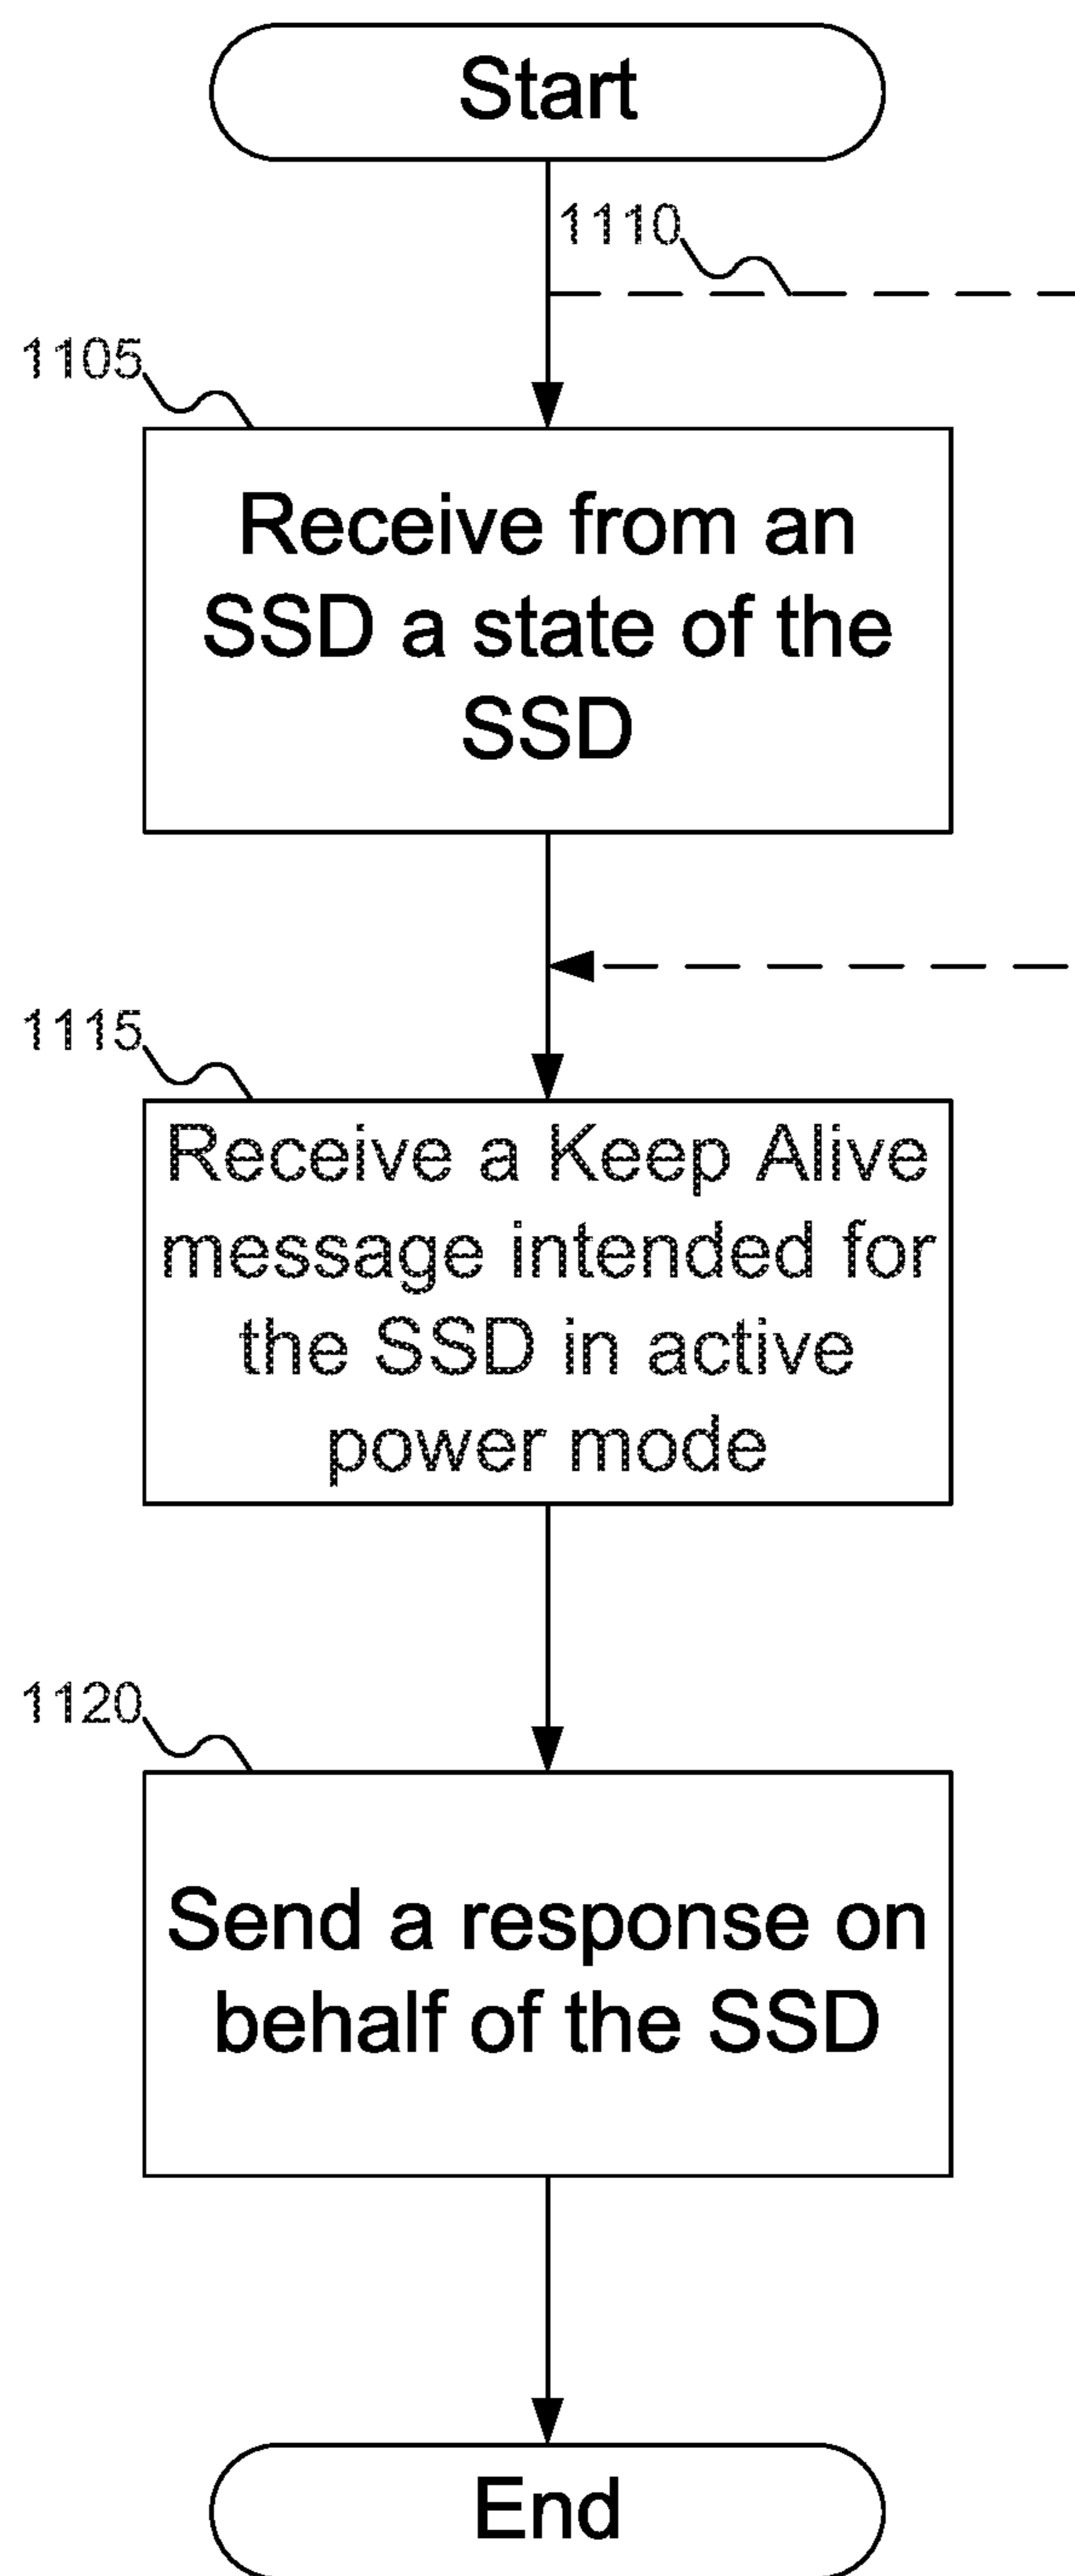 Start
1110
1105
Receive from an
SSD a state of the
SSD
1115
Receive a Keep Alive
message intended for
the SSD in active
power mode
1120
Send a response on
behalf of the SSD
End